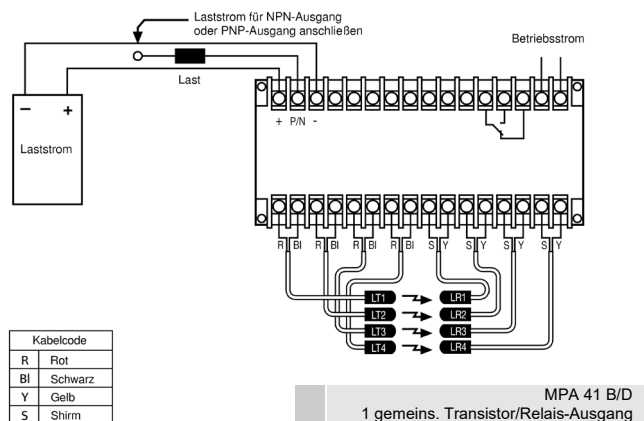 Laststrom für NPN-Ausgang
oder PNP-Ausgang anschließen
Betriebsstrom
Last
− +
Laststrom
+ P/N -
R Bl R Bl R Bl R Bl S Y S Y S Y S Y
LT1 LR1
LT2 LR2
LT3 LR3
LT4 LR4
Kabelcode
R Rot
Bl Schwarz
Y Gelb
S Shirm
MPA 41 B/D
1 gemeins. Transistor/Relais-Ausgang